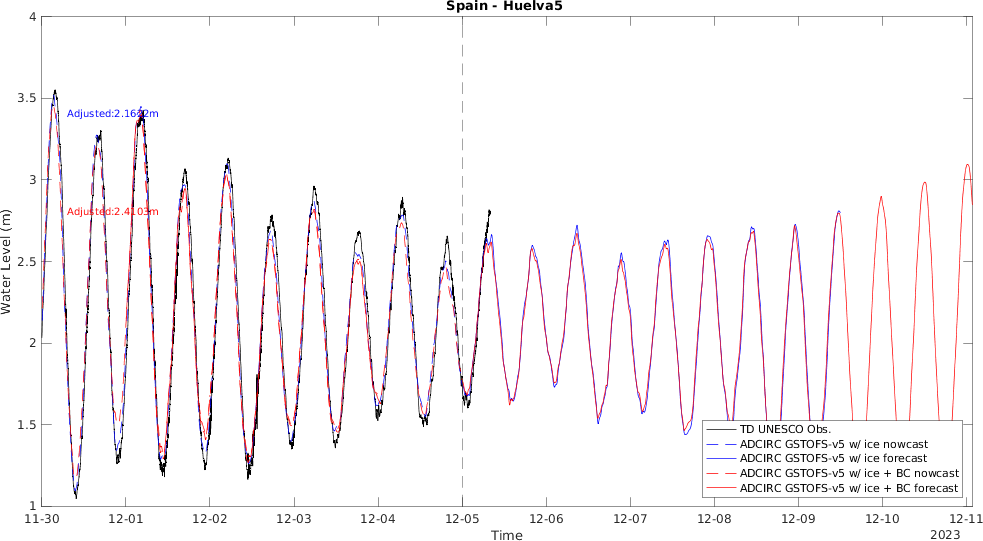 Spain - Huelva5
4
3.5
3
2.5
2
1.5
1
Water Level (m)
Adjusted:2.1622m
Adjusted:2.4103m
TD UNESCO Obs.
ADCIRC GSTOFS-v5 w/ ice nowcast
ADCIRC GSTOFS-v5 w/ ice forecast
ADCIRC GSTOFS-v5 w/ ice + BC nowcast
ADCIRC GSTOFS-v5 w/ ice + BC forecast
11-30 12-01 12-01 12-02 12-03 12-04 12-05 12-06 12-07 12-08 12-09 12-10 12-11
Time
2023